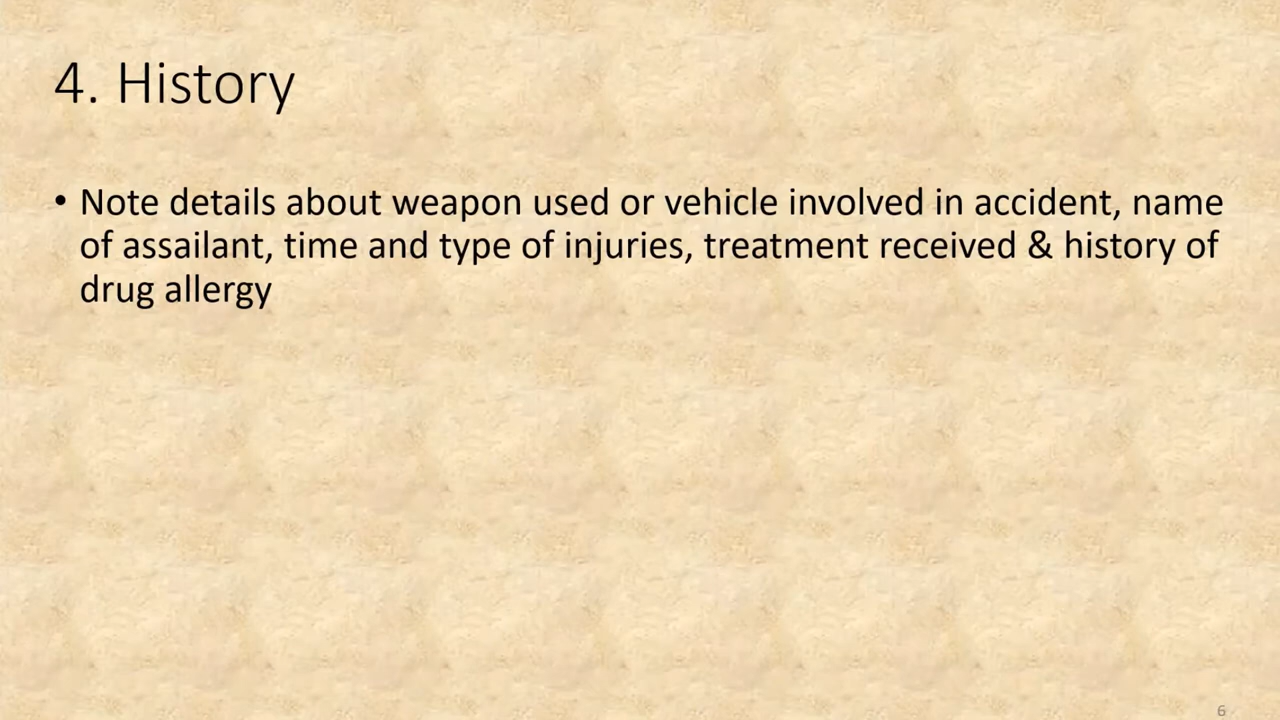 4. History
• Note details about weapon used or vehicle involved in accident, name
of assailant, time and type of injuries, treatment received & history of
drug allergy
6